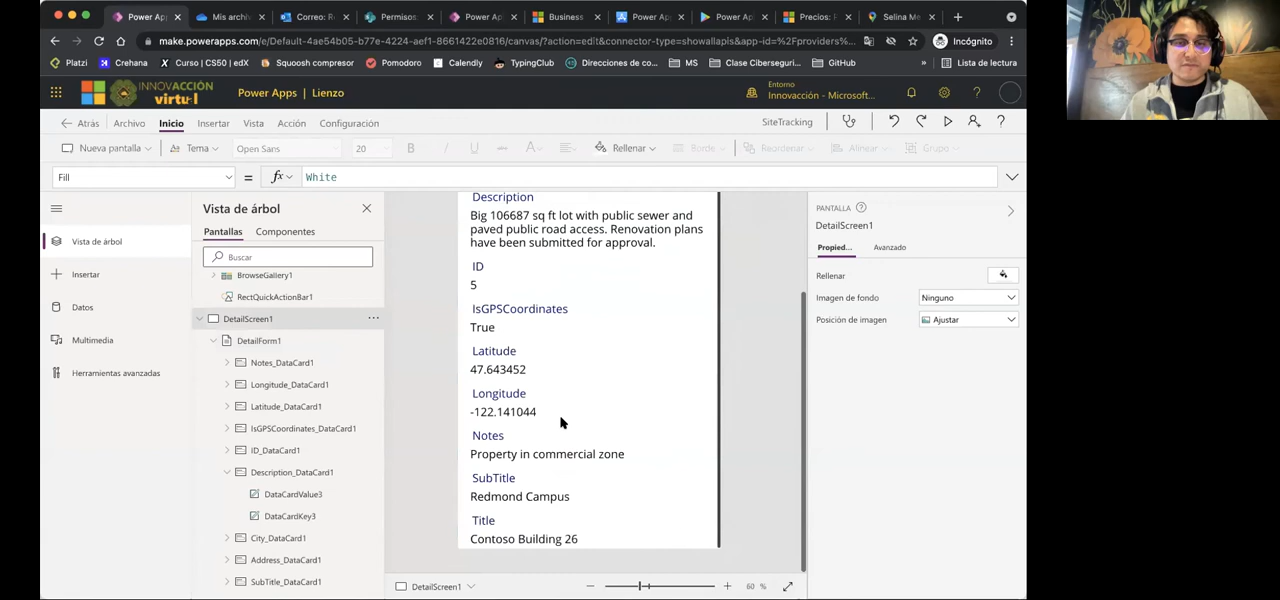 Power Apps
Mis archiv
Correo: R
Permisos
Power Ap
Business
Power Ap
Power Ap
Precios: P
Selina Me
make.powerapps.com/e/Default-4ae54b05-b77e-4224-aef1-8661422e0816/canvas/?action=edit&connector-type=showallapis&app-id=%2Fproviders%...
Incógnito
Platzi
Crehana
Curso | CS50 | edX
Squoosh compresor
Pomodoro
Calendly
TypingClub
Direcciones de co...
MS
Clase Ciberseguri...
GitHub
»
Lista de lectura
INNOVACCIÓN
virtual
Power Apps | Lienzo
Entorno
Innovacción - Microsoft...
Atrás
Archivo
Inicio
Insertar
Vista
Acción
Configuración
SiteTracking
Nueva pantalla
Tema
Open Sans
20
Rellenar
Borde
Reordenar
Alinear
Grupo
Fill
=
fx
White
Vista de árbol
Insertar
Datos
Multimedia
Herramientas avanzadas
Vista de árbol
Pantallas
Componentes
Buscar
BrowseGallery1
RectQuickActionBar1
DetailScreen1
DetailForm1
Notes_DataCard1
Longitude_DataCard1
Latitude_DataCard1
IsGPSCoordinates_DataCard1
ID_DataCard1
Description_DataCard1
DataCardValue3
DataCardKey3
City_DataCard1
Address_DataCard1
SubTitle_DataCard1
Description
Big 106687 sq ft lot with public sewer and
paved public road access. Renovation plans
have been submitted for approval.
ID
5
IsGPSCoordinates
True
Latitude
47.643452
Longitude
-122.141044
Notes
Property in commercial zone
SubTitle
Redmond Campus
Title
Contoso Building 26
DetailScreen1
60 %
PANTALLA
DetailScreen1
Propied...
Avanzado
Rellenar
Imagen de fondo
Ninguno
Posición de imagen
Ajustar